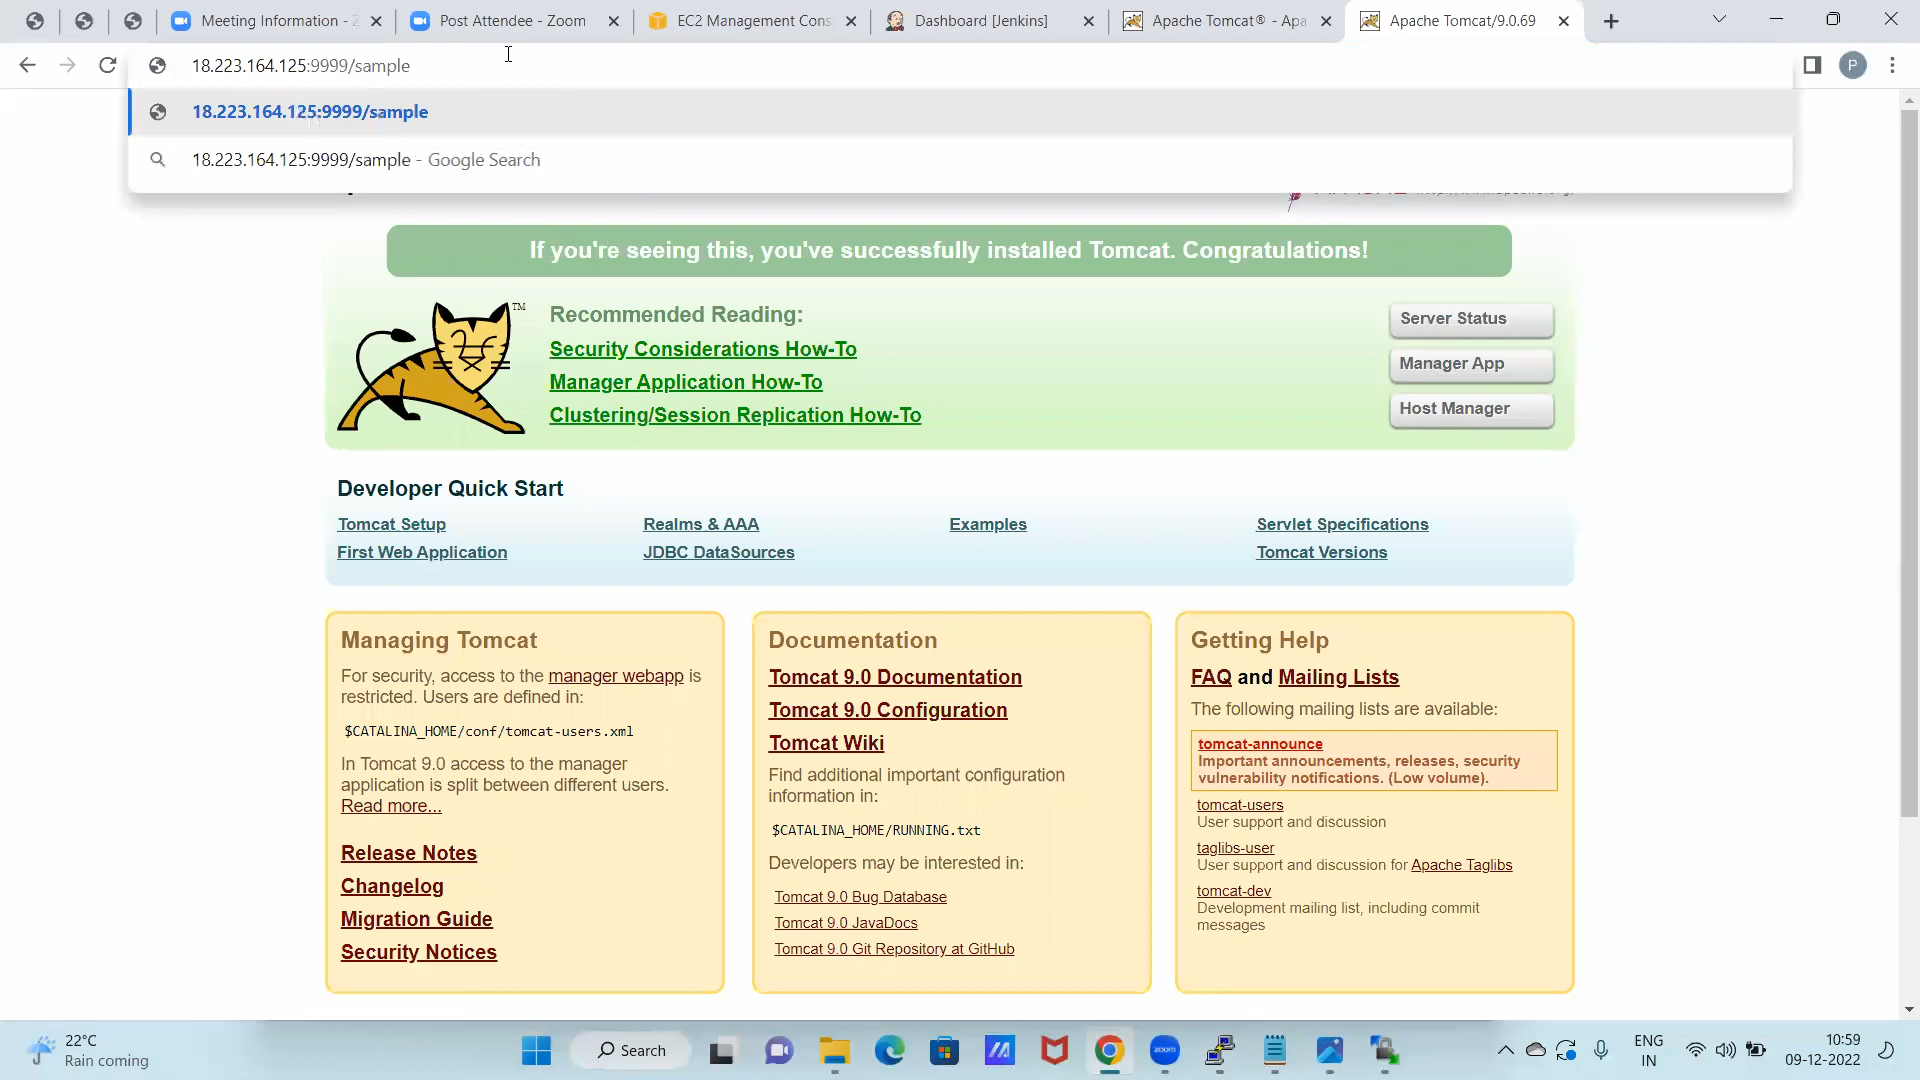 Meeting Information - Z
Post Attendee - Zoom
EC2 Management Cons
Dashboard [Jenkins]
Apache Tomcat® - Apa
Apache Tomcat/9.0.69
18.223.164.125:9999/sample
P
18.223.164.125:9999/sample
18.223.164.125:9999/sample - Google Search
If you're seeing this, you've successfully installed Tomcat. Congratulations!
TM
Recommended Reading:
Security Considerations How-To
Manager Application How-To
Clustering/Session Replication How-To
Server Status
Manager App
Host Manager
Developer Quick Start
Tomcat Setup
Realms & AAA
Examples
Servlet Specifications
First Web Application
JDBC DataSources
Tomcat Versions
Managing Tomcat
For security, access to the manager webapp is
restricted. Users are defined in:
$CATALINA_HOME/conf/tomcat-users.xml
In Tomcat 9.0 access to the manager
application is split between different users.
Read more...
Release Notes
Changelog
Migration Guide
Security Notices
Documentation
Tomcat 9.0 Documentation
Tomcat 9.0 Configuration
Tomcat Wiki
Find additional important configuration
information in:
$CATALINA_HOME/RUNNING.txt
Developers may be interested in:
Tomcat 9.0 Bug Database
Tomcat 9.0 JavaDocs
Tomcat 9.0 Git Repository at GitHub
Getting Help
FAQ and Mailing Lists
The following mailing lists are available:
tomcat-announce
Important announcements, releases, security
vulnerability notifications. (Low volume).
tomcat-users
User support and discussion
taglibs-user
User support and discussion for Apache Taglibs
tomcat-dev
Development mailing list, including commit
messages
22°C
Rain coming
Search
zoom
ENG
IN
10:59
09-12-2022